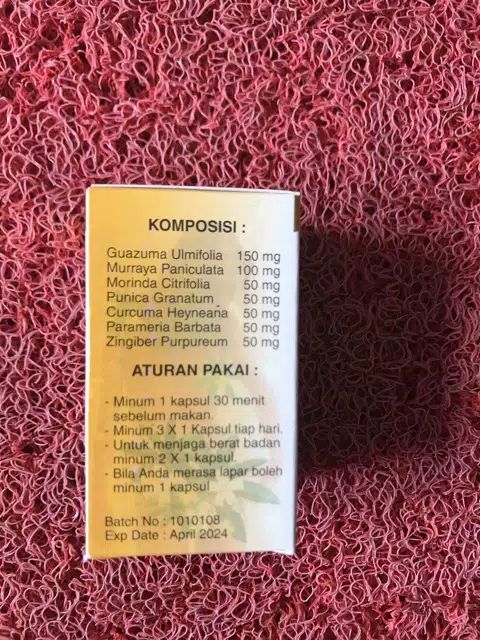 KOMPOSISI :
Guazuma Ulmifolia 150 mg
Murraya Paniculata 100 mg
Morinda Citrifolia 50 mg
Punica Granatum 50 mg
Curcuma Heyneana 50 mg
Parameria Barbata 50 mg
Zingiber Purpureum 50 mg
ATURAN PAKAI :
- Minum 1 kapsul 30 menit
sebelum makan.
- Minum 3 X 1 Kapsul tiap hari.
- Untuk menjaga berat badan
minum 2 X 1 kapsul.
- Bila Anda merasa lapar boleh
minum 1 kapsul
Batch No : 1010108
Exp Date : April 2024